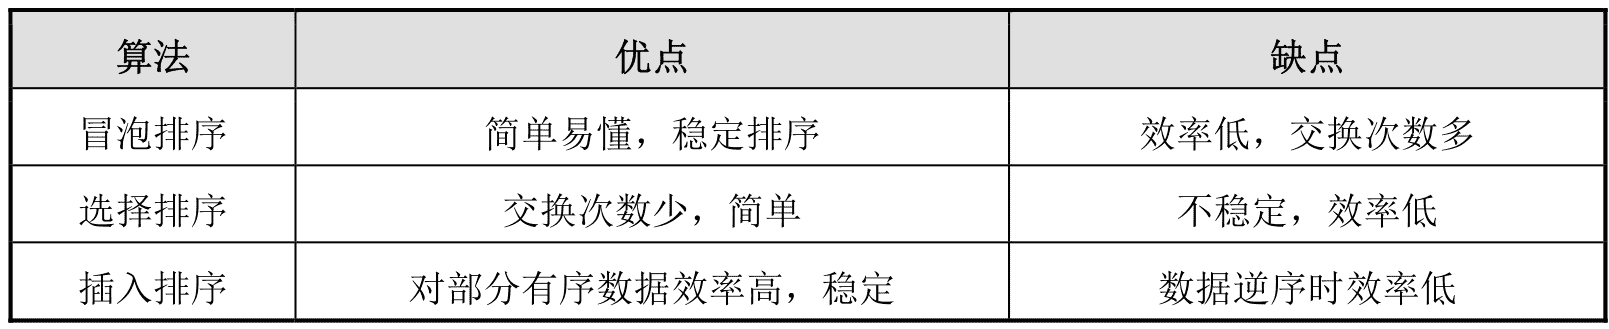 算法 优点 缺点
冒泡排序 简单易懂，稳定排序 效率低，交换次数多
选择排序 交换次数少，简单 不稳定，效率低
插入排序 对部分有序数据效率高，稳定 数据逆序时效率低